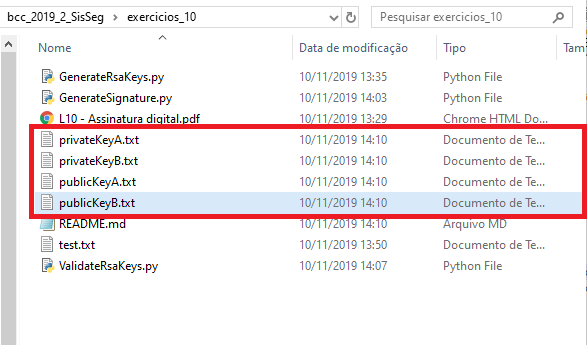 bcc_2019_2_SisSeg > exercicios_10
Pesquisar exercicios_10
Nome Data de modificação Tipo Tam
GenerateRsaKeys.py 10/11/2019 13:35 Python File
GenerateSignature.py 10/11/2019 14:03 Python File
L10 - Assinatura digital.pdf 10/11/2019 13:29 Chrome HTML Do...
privateKeyA.txt 10/11/2019 14:10 Documento de Te...
privateKeyB.txt 10/11/2019 14:10 Documento de Te...
publicKeyA.txt 10/11/2019 14:10 Documento de Te...
publicKeyB.txt 10/11/2019 14:10 Documento de Te...
README.md 10/11/2019 14:10 Arquivo MD
test.txt 10/11/2019 13:50 Documento de Te...
ValidateRsaKeys.py 10/11/2019 14:07 Python File